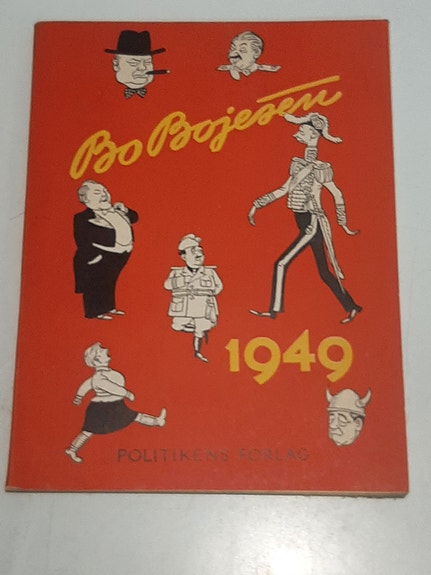 Bo Bojesen
1949
POLITIKENS FORLAG